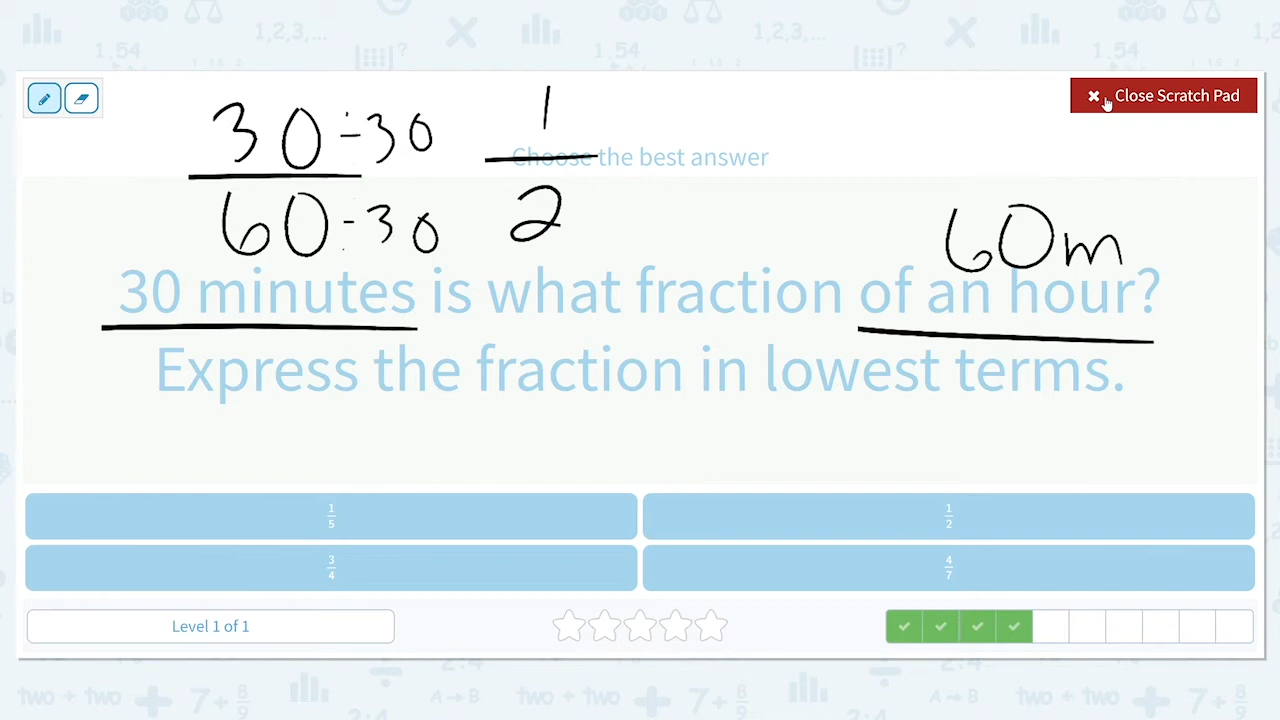 Close Scratch Pad
30 ÷ 30
60 ÷ 30
1
2
Choose the best answer
60m
30 minutes is what fraction of an hour?
Express the fraction in lowest terms.
1
5
1
2
3
4
4
7
Level 1 of 1